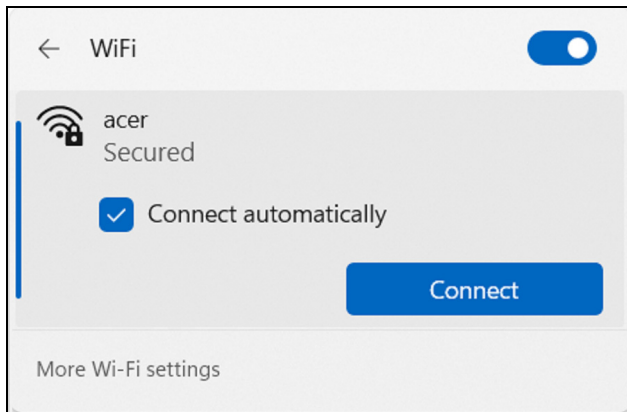 WiFi
acer
Secured
Connect automatically
Connect
More Wi-Fi settings